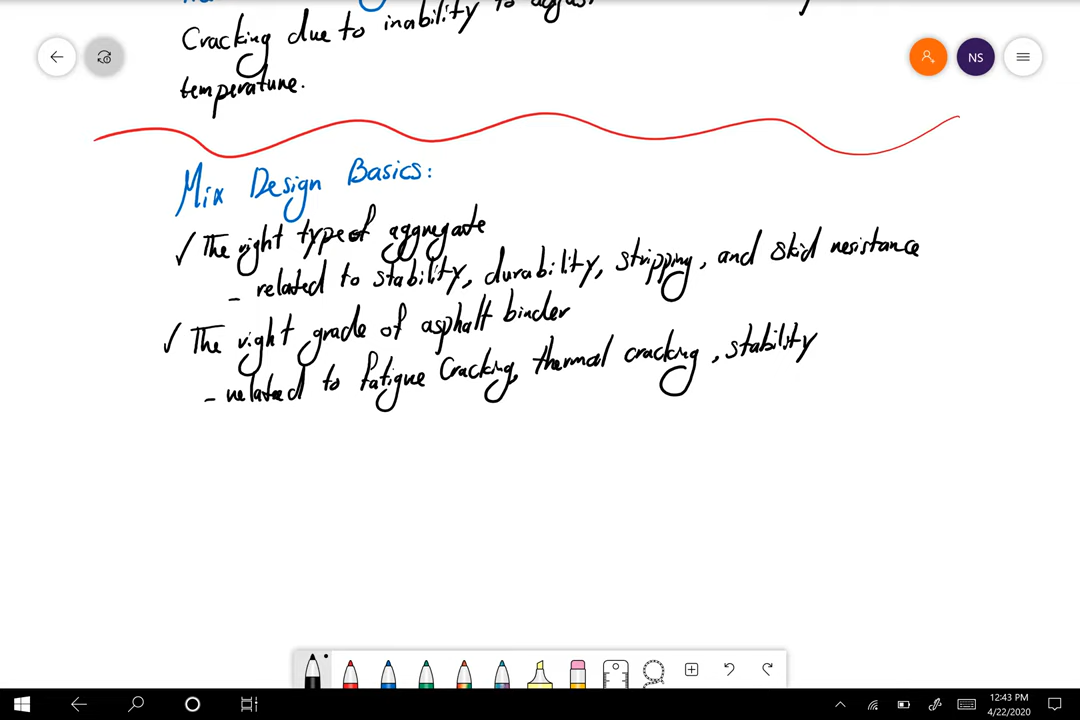 Cracking due to inability to adjust
temperature.
NS
Mix Design Basics:
✓ The right type of aggregate
- related to stability, durability, stripping, and skid resistance
✓ The right grade of asphalt binder
- related to fatigue cracking, thermal cracking, stability
12:43 PM
4/22/2020